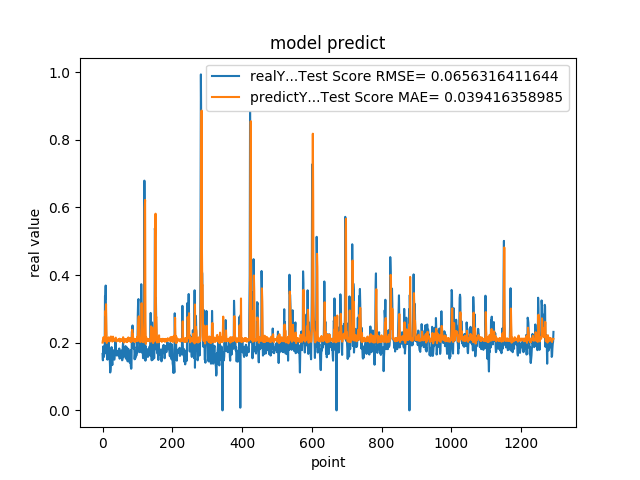 model predict
realY...Test Score RMSE= 0.0656316411644
predictY...Test Score MAE= 0.039416358985
1.0
0.8
0.6
0.4
0.2
0.0
real value
0 200 400 600 800 1000 1200
point